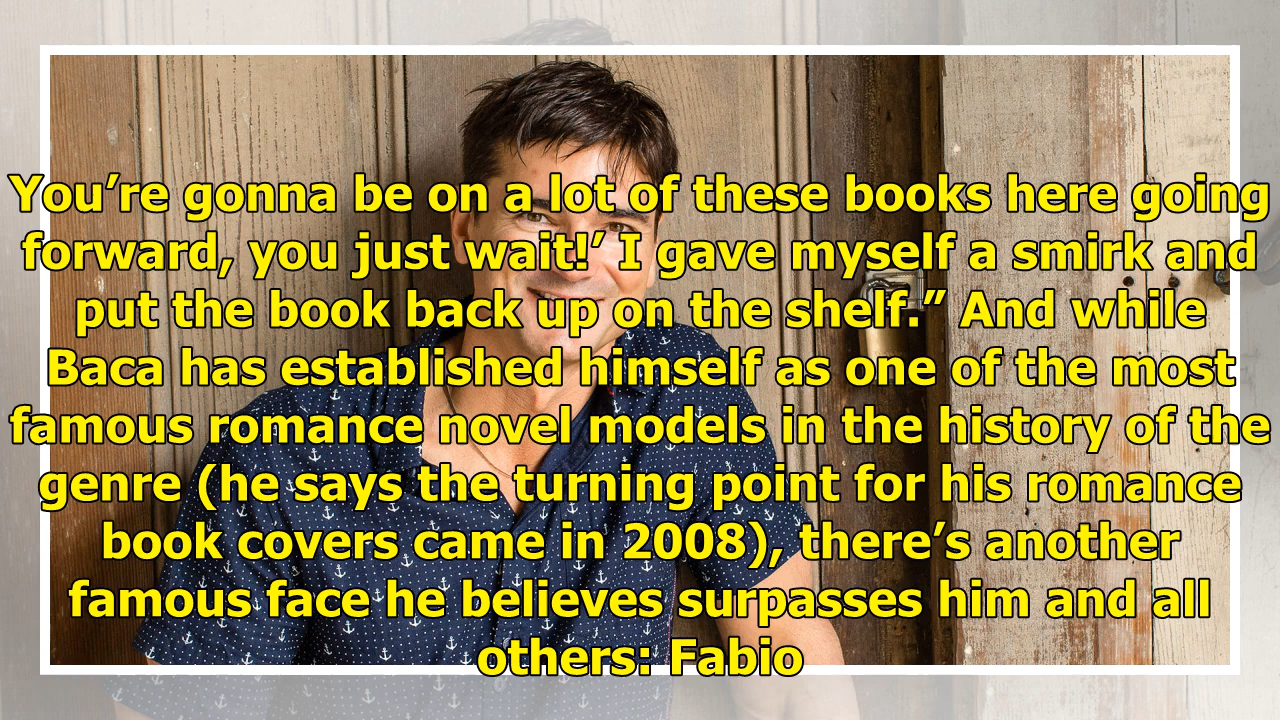 You’re gonna be on a lot of these books here going
forward, you just wait!’ I gave myself a smirk and
put the book back up on the shelf.” And while
Baca has established himself as one of the most
famous romance novel models in the history of the
genre (he says the turning point for his romance
book covers came in 2008), there’s another
famous face he believes surpasses him and all
others: Fabio